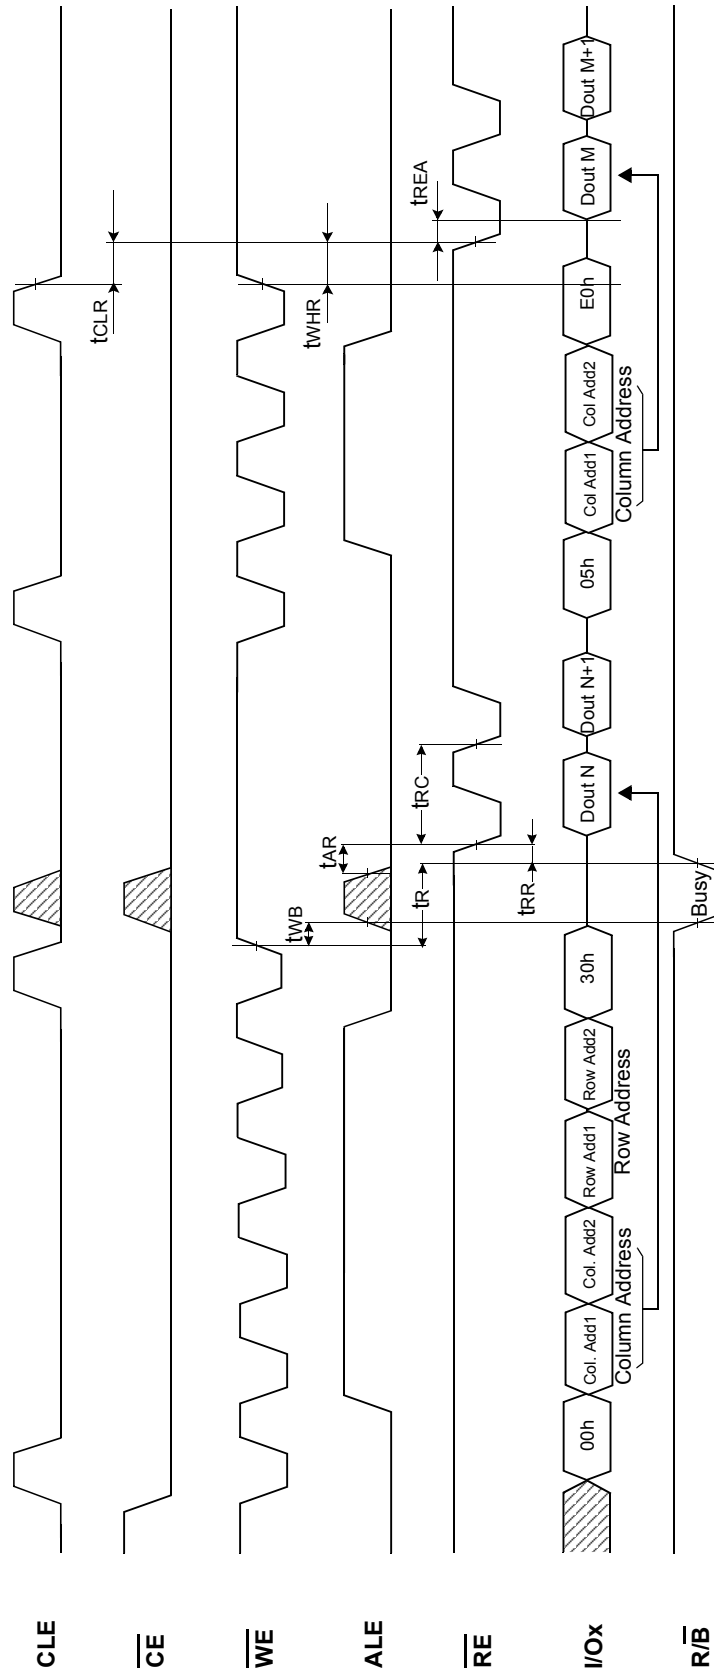 CLE
tCLR
CE
WE
tWB
tWHR
ALE
tAR
tR
tRC
tREA
RE
tRR
I/Ox
00h
Col. Add1
Col. Add2
Row Add1
Row Add2
30h
Dout N
Dout N+1
05h
Col Add1
Col Add2
E0h
Dout M
Dout M+1
Column Address
Row Address
Column Address
R/B
Busy